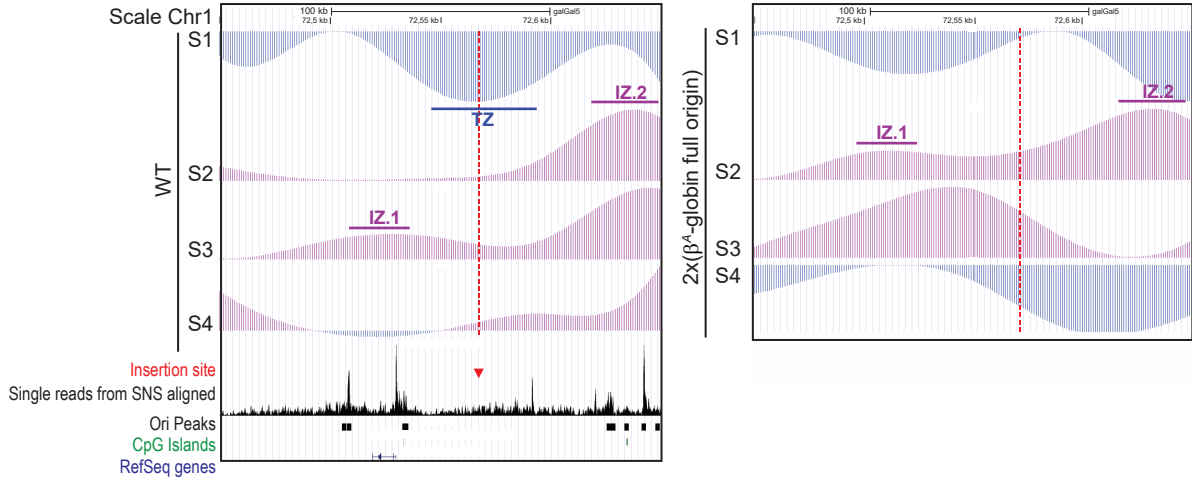 Scale Chr1
100 kb
galGal5
72,5 kb
72,55 kb
72,6 kb
S1
TZ
IZ.2
S2
WT
IZ.1
S3
S4
Insertion site
Single reads from SNS aligned
Ori Peaks
CpG Islands
RefSeq genes
100 kb
galGal5
72,5 kb
72,55 kb
72,6 kb
S1
IZ.2
IZ.1
S2
2x(βᴬ-globin full origin)
S3
S4